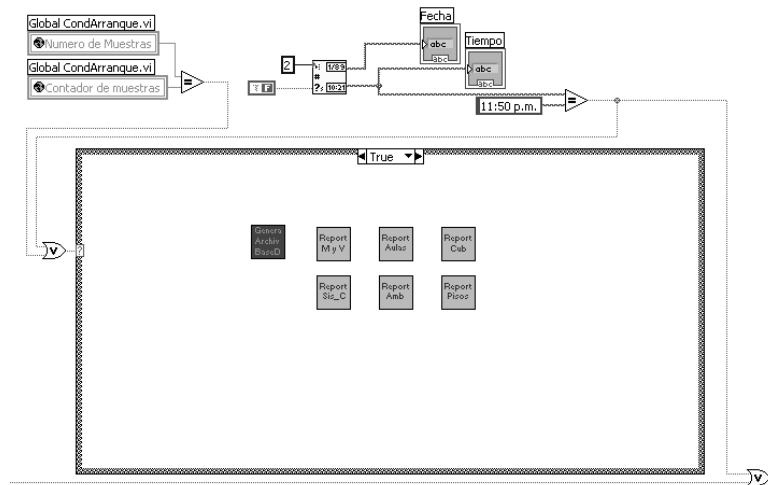 Global CondArranque.vi
Numero de Muestras
Global CondArranque.vi
Contador de muestras
=
Fecha
abc
abc
Tiempo
abc
abc
2
1/89
#
10:21
?
F
11:50 p.m.
=
True
?
v
Genera Archiv BaseD
Report M y V
Report Aulas
Report Cub
Report Sis_C
Report Amb
Report Pisos
v